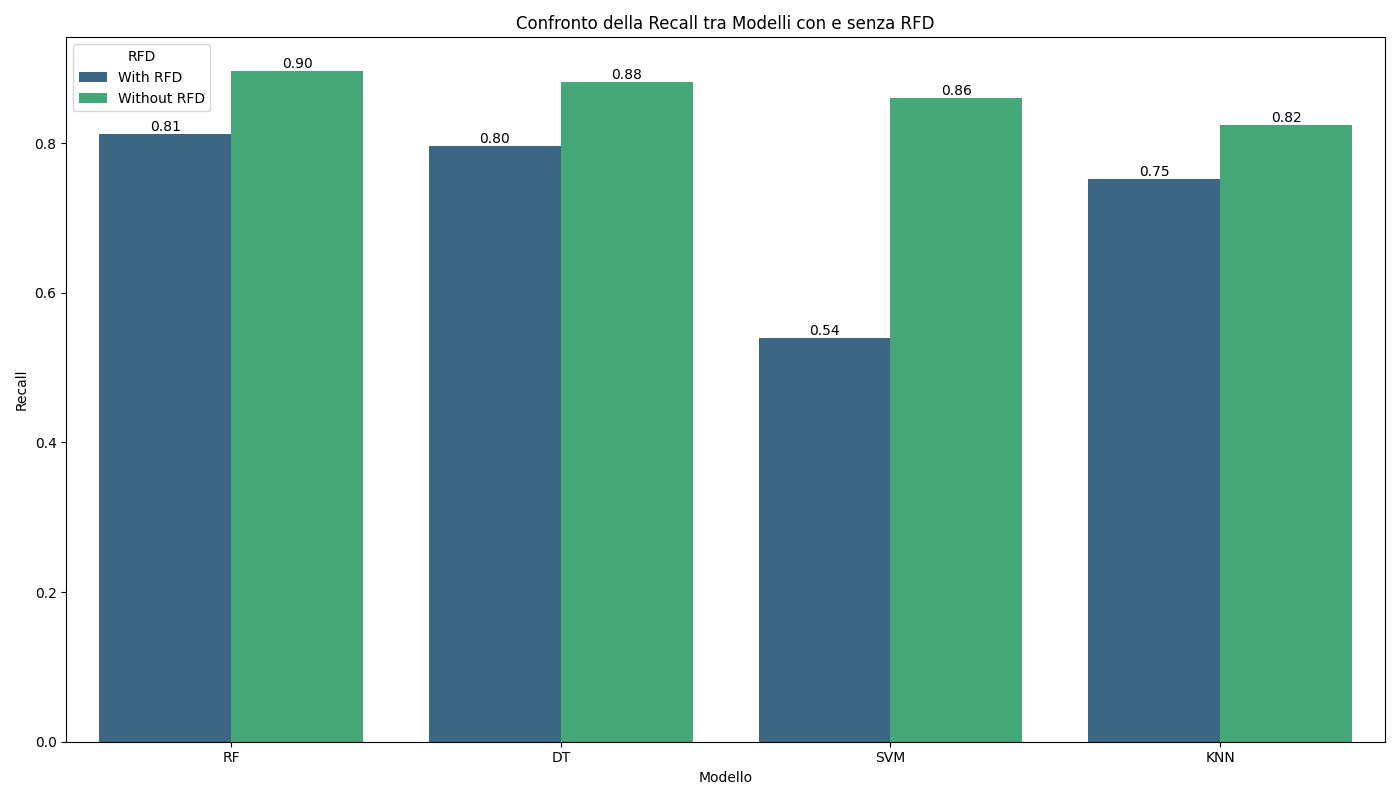 Confronto della Recall tra Modelli con e senza RFD
RFD
With RFD
Without RFD
0.81
0.90
0.80
0.88
0.54
0.86
0.75
0.82
Recall
0.8
0.6
0.4
0.2
0.0
RF
DT
SVM
KNN
Modello